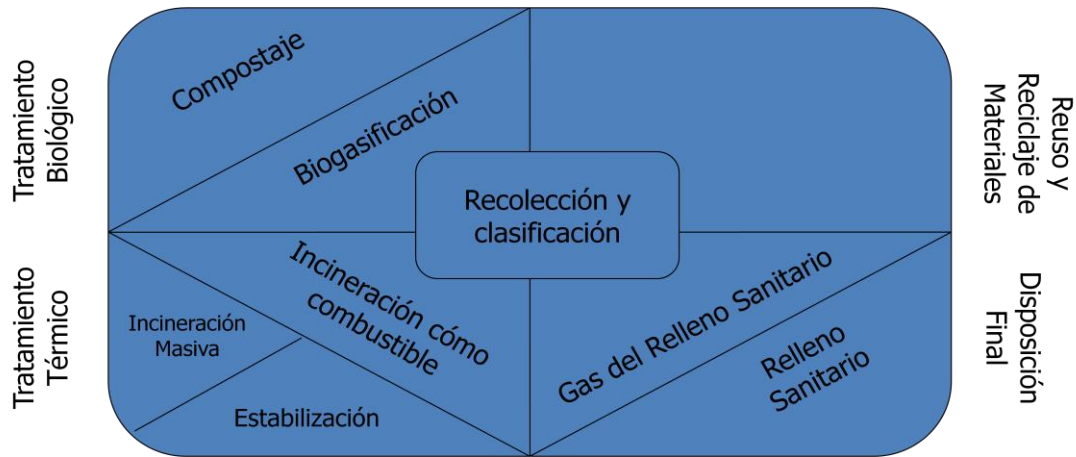 Tratamiento
Biológico
Compostaje
Biogasificación
Reuso y
Reciclaje de
Materiales
Recolección y
clasificación
Tratamiento
Térmico
Incineración
Masiva
Incineración cómo
combustible
Estabilización
Gas del Relleno Sanitario
Relleno
Sanitario
Disposición
Final